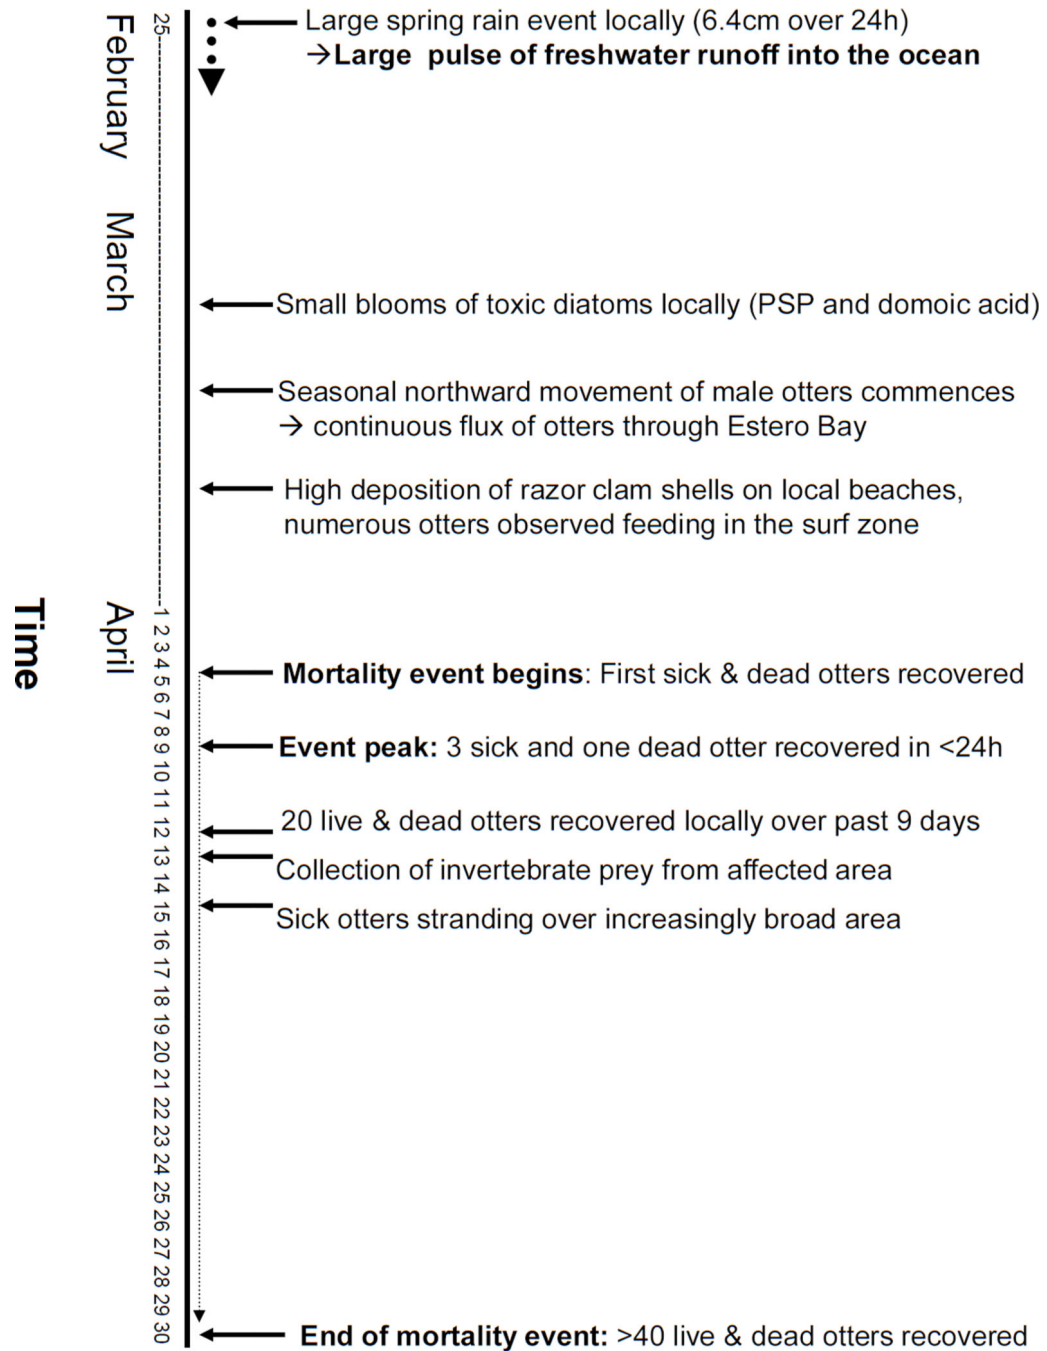 Large spring rain event locally (6.4cm over 24h)
→Large pulse of freshwater runoff into the ocean
Small blooms of toxic diatoms locally (PSP and domoic acid)
Seasonal northward movement of male otters commences
→ continuous flux of otters through Estero Bay
High deposition of razor clam shells on local beaches,
numerous otters observed feeding in the surf zone
Mortality event begins: First sick & dead otters recovered
Event peak: 3 sick and one dead otter recovered in <24h
20 live & dead otters recovered locally over past 9 days
Collection of invertebrate prey from affected area
Sick otters stranding over increasingly broad area
End of mortality event: >40 live & dead otters recovered
25 1 2 3 4 5 6 7 8 9 10 11 12 13 14 15 16 17 18 19 20 21 22 23 24 25 26 27 28 29 30
February March April
Time